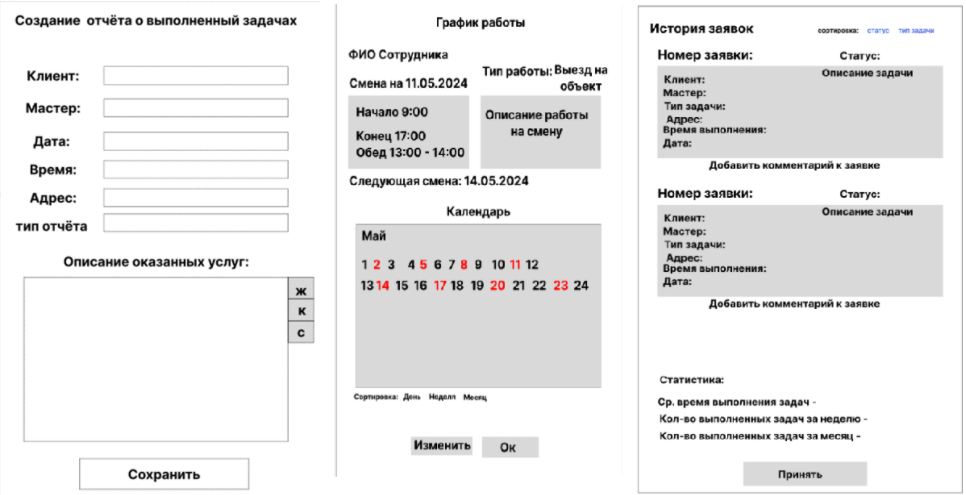 Создание отчёта о выполненный задачах
Клиент:
Мастер:
Дата:
Время:
Адрес:
тип отчёта
Описание оказанных услуг:
ж
к
с
Сохранить
График работы
ФИО Сотрудника
Смена на 11.05.2024
Тип работы: Выезд на
объект
Начало 9:00
Конец 17:00
Обед 13:00 - 14:00
Описание работы
на смену
Следующая смена: 14.05.2024
Календарь
Май
1 2 3 4 5 6 7 8 9 10 11 12
13 14 15 16 17 18 19 20 21 22 23 24
Сортировка: День Неделя Месяц
Изменить
Ок
История заявок
сортировка: статус тип задачи
Номер заявки:
Статус:
Описание задачи
Клиент:
Мастер:
Тип задачи:
Адрес:
Время выполнения:
Дата:
Добавить комментарий к заявке
Номер заявки:
Статус:
Описание задачи
Клиент:
Мастер:
Тип задачи:
Адрес:
Время выполнения:
Дата:
Добавить комментарий к заявке
Статистика:
Ср. время выполнения задач -
Кол-во выполненных задач за неделю -
Кол-во выполненных задач за месяц -
Принять